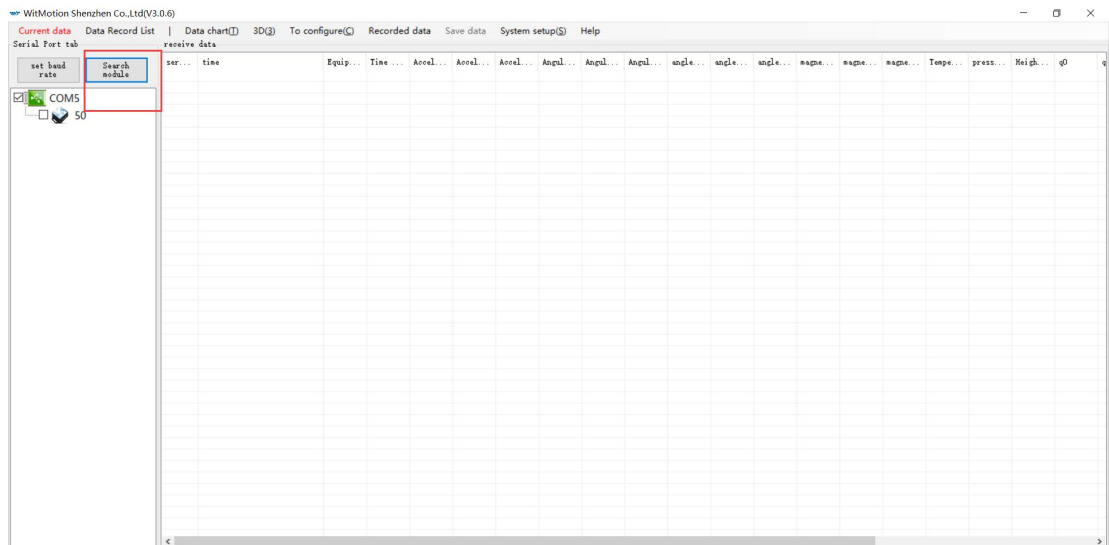 WitMotion Shenzhen Co.,Ltd(V3.0.6)
Current data Data Record List | Data chart(T) 3D(3) To configure(C) Recorded data Save data System setup(S) Help
Serial Port tab receive data
set baud rate
Search module
ser... time Equip... Time ... Accel... Accel... Accel... Angul... Angul... Angul... angle... angle... angle... magne... magne... magne... Tempe... press... Heigh... q0 q
COM5
50